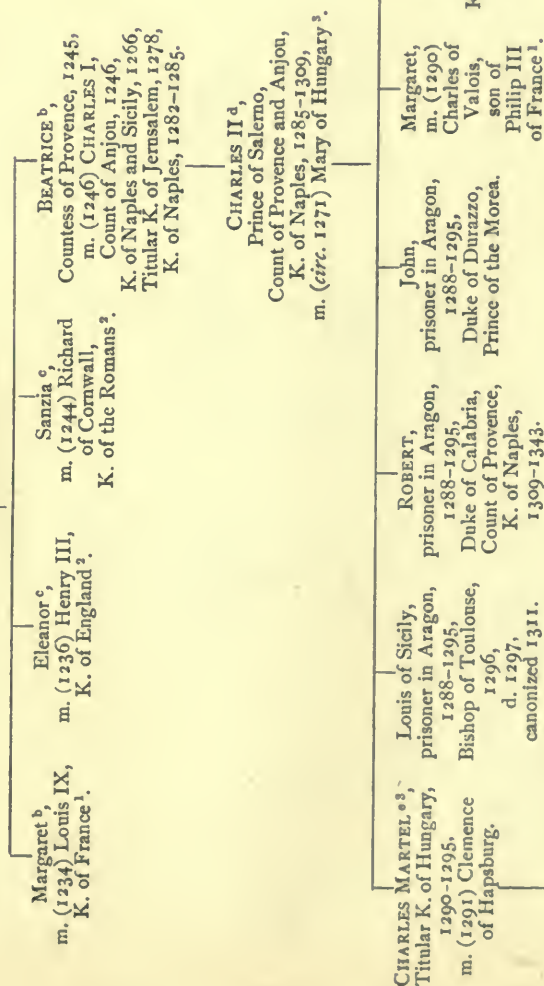 Margaret ᵇ,
m. (1234) Louis IX,
K. of France ¹.
Eleanor ᶜ,
m. (1236) Henry III,
K. of England ².
Sanzia ᶜ,
m. (1244) Richard
of Cornwall,
K. of the Romans ².
BEATRICE ᵇ,
Countess of Provence, 1245,
m. (1246) CHARLES I,
Count of Anjou, 1246,
K. of Naples and Sicily, 1266,
Titular K. of Jerusalem, 1278,
K. of Naples, 1282-1285.
CHARLES II ᵈ,
Prince of Salerno,
Count of Provence and Anjou,
K. of Naples, 1285-1309,
m. (circ. 1271) Mary of Hungary ³.
CHARLES MARTEL ᵉ ³,
Titular K. of Hungary,
1290-1295,
m. (1291) Clemence
of Hapsburg.
Louis of Sicily,
prisoner in Aragon,
1288-1295,
Bishop of Toulouse,
1296,
d. 1297,
canonized 1311.
ROBERT,
prisoner in Aragon,
1288-1295,
Duke of Calabria,
Count of Provence,
K. of Naples,
1309-1343.
John,
prisoner in Aragon,
1288-1295,
Duke of Durazzo,
Prince of the Morea.
Margaret,
m. (1290)
Charles of
Valois,
son of
Philip III
of France ¹.